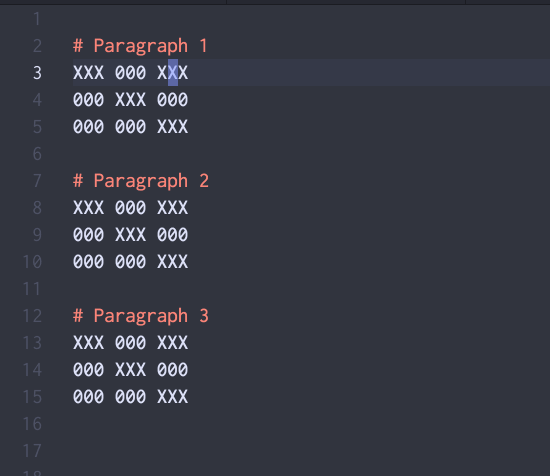 1
2 # Paragraph 1
3 XXX 000 XXX
4 000 XXX 000
5 000 000 XXX
6
7 # Paragraph 2
8 XXX 000 XXX
9 000 XXX 000
10 000 000 XXX
11
12 # Paragraph 3
13 XXX 000 XXX
14 000 XXX 000
15 000 000 XXX
16
17
18